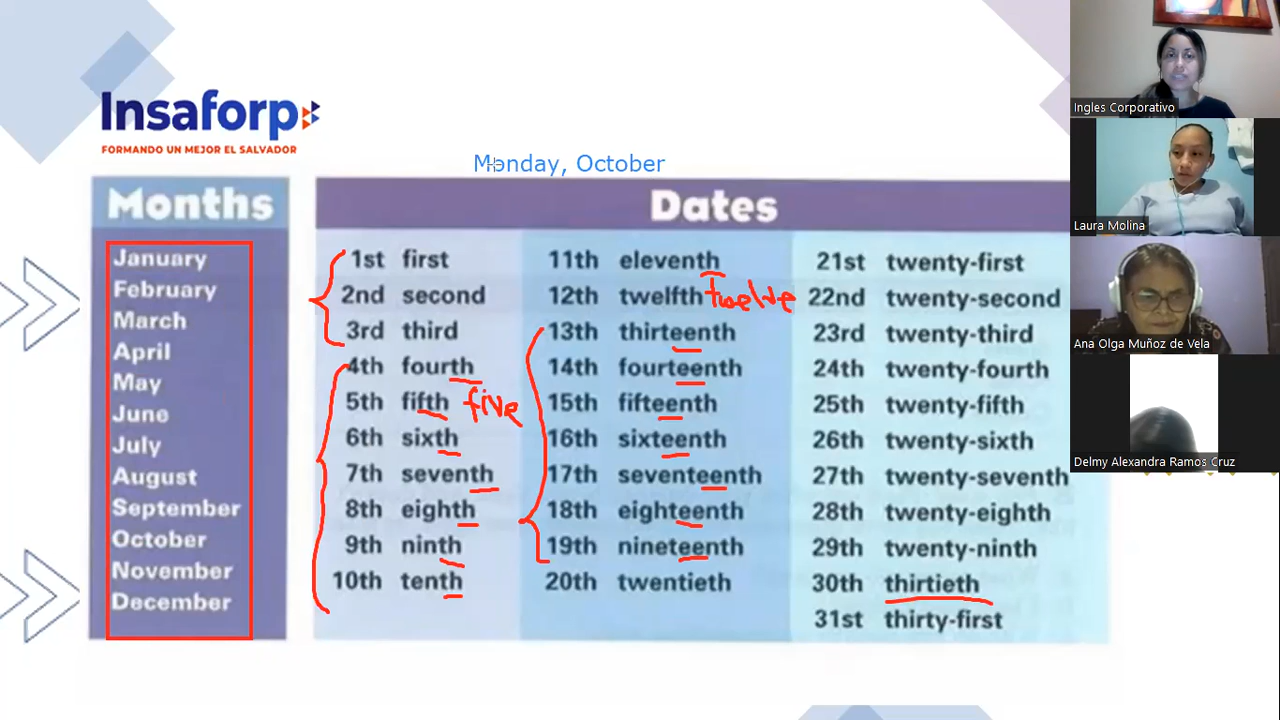 Insaforp
FORMANDO UN MEJOR EL SALVADOR
Monday, October
Months
January
February
March
April
May
June
July
August
September
October
November
December
Dates
1st first
2nd second
3rd third
4th fourth
5th fifth five
6th sixth
7th seventh
8th eighth
9th ninth
10th tenth
11th eleventh
12th twelfth twelve
13th thirteenth
14th fourteenth
15th fifteenth
16th sixteenth
17th seventeenth
18th eighteenth
19th nineteenth
20th twentieth
21st twenty-first
22nd twenty-second
23rd twenty-third
24th twenty-fourth
25th twenty-fifth
26th twenty-sixth
27th twenty-seventh
28th twenty-eighth
29th twenty-ninth
30th thirtieth
31st thirty-first
Ingles Corporativo
Laura Molina
Ana Olga Muñoz de Vela
Delmy Alexandra Ramos Cruz